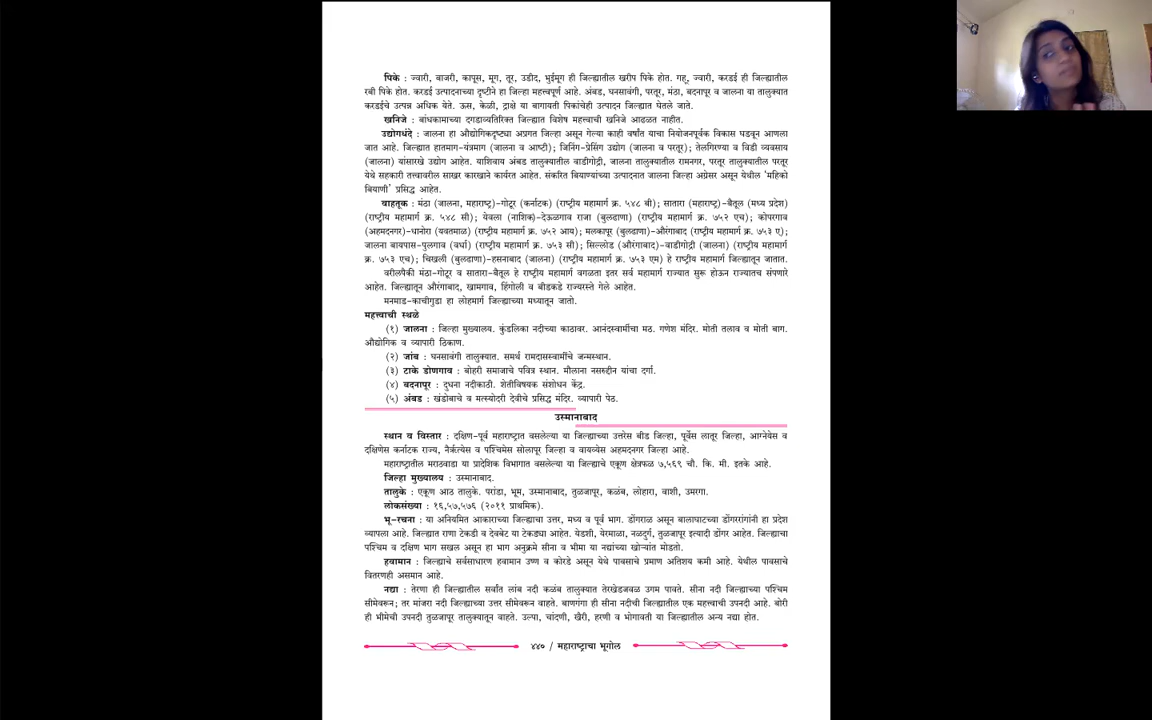 पिके : ज्वारी, बाजरी, कापूस, मूग, तूर, उडीद, भुईमूग ही जिल्ह्यातील खरीप पिके होत. गहू, ज्वारी, करडई ही जिल्ह्यातील
रबी पिके होत. करडई उत्पादनाच्या दृष्टीने हा जिल्हा महत्त्वपूर्ण आहे. अंबड, घनसावंगी, परतूर, मंठा, बदनापूर व जालना या तालुक्यात
करडईचे उत्पन्न अधिक येते. ऊस, केळी, द्राक्षे या बागायती पिकांचेही उत्पादन जिल्ह्यात घेतले जाते.
खनिजे : बांधकामाच्या दगडाव्यतिरिक्त जिल्ह्यात विशेष महत्त्वाची खनिजे आढळत नाहीत.
उद्योगधंदे : जालना हा औद्योगिकदृष्ट्या अप्रगत जिल्हा असून गेल्या काही वर्षांत याचा नियोजनपूर्वक विकास घडवून आणला
जात आहे. जिल्ह्यात हातमाग-यंत्रमाग (जालना व आष्टी); जिनिंग-प्रेसिंग उद्योग (जालना व परतूर); तेलगिरण्या व विडी व्यवसाय
(जालना) यांसारखे उद्योग आहेत. याशिवाय अंबड तालुक्यातील वाडीगोद्री, जालना तालुक्यातील रामनगर, परतूर तालुक्यातील परतूर
येथे सहकारी तत्त्वावरील साखर कारखाने कार्यरत आहेत. संकरित बियाण्यांच्या उत्पादनात जालना जिल्हा अग्रेसर असून येथील 'महिको
बियाणी' प्रसिद्ध आहेत.
वाहतूक : मंठा (जालना, महाराष्ट्र)-गोटूर (कर्नाटक) (राष्ट्रीय महामार्ग क्र. ५४८ बी); सातारा (महाराष्ट्र)-बैतूल (मध्य प्रदेश)
(राष्ट्रीय महामार्ग क्र. ५४८ सी); येवला (नाशिक)-देऊळगाव राजा (बुलढाणा) (राष्ट्रीय महामार्ग क्र. ७५२ एच); कोपरगाव
(अहमदनगर)-धानोरा (यवतमाळ) (राष्ट्रीय महामार्ग क्र. ७५२ आय); मलकापूर (बुलढाणा)-औरंगाबाद (राष्ट्रीय महामार्ग क्र. ७५३ ए);
जालना बायपास-पुलगाव (वर्धा) (राष्ट्रीय महामार्ग क्र. ७५३ सी); सिल्लोड (औरंगाबाद)-वाडीगोद्री (जालना) (राष्ट्रीय महामार्ग
क्र. ७५३ एच); चिखली (बुलढाणा)-हसनाबाद (जालना) (राष्ट्रीय महामार्ग क्र. ७५३ एम) हे राष्ट्रीय महामार्ग जिल्ह्यातून जातात.
वरीलपैकी मंठा-गोटूर व सातारा-बैतूल हे राष्ट्रीय महामार्ग वगळता इतर सर्व महामार्ग राज्यात सुरू होऊन राज्यातच संपणारे
आहेत. जिल्ह्यातून औरंगाबाद, खामगाव, हिंगोली व बीडकडे राज्यरस्ते गेले आहेत.
मनमाड-काचीगुडा हा लोहमार्ग जिल्ह्याच्या मध्यातून जातो.
महत्त्वाची स्थळे
(१) जालना : जिल्हा मुख्यालय. कुंडलिका नदीच्या काठावर. आनंदस्वामींचा मठ. गणेश मंदिर. मोती तलाव व मोती बाग.
औद्योगिक व व्यापारी ठिकाण.
(२) जांब : घनसावंगी तालुक्यात. समर्थ रामदासस्वामींचे जन्मस्थान.
(३) टाके डोणगाव : बोहरी समाजाचे पवित्र स्थान. मौलाना नसरुद्दीन यांचा दर्गा.
(४) बदनापूर : दुधना नदीकाठी. शेतीविषयक संशोधन केंद्र.
(५) अंबड : खंडोबाचे व मत्स्योदरी देवीचे प्रसिद्ध मंदिर. व्यापारी पेठ.
उस्मानाबाद
स्थान व विस्तार : दक्षिण-पूर्व महाराष्ट्रात वसलेल्या या जिल्ह्याच्या उत्तरेस बीड जिल्हा, पूर्वेस लातूर जिल्हा, आग्नेयेस व
दक्षिणेस कर्नाटक राज्य, नैर्ऋत्येस व पश्चिमेस सोलापूर जिल्हा व वायव्येस अहमदनगर जिल्हा आहे.
महाराष्ट्रातील मराठवाडा या प्रादेशिक विभागात वसलेल्या या जिल्ह्याचे एकूण क्षेत्रफळ ७,५६९ चौ. कि. मी. इतके आहे.
जिल्हा मुख्यालय : उस्मानाबाद.
तालुके : एकूण आठ तालुके. परांडा, भूम, उस्मानाबाद, तुळजापूर, कळंब, लोहारा, वाशी, उमरगा.
लोकसंख्या : १६,५७,५७६ (२०११ प्राथमिक).
भू-रचना : या अनियमित आकाराच्या जिल्ह्याचा उत्तर, मध्य व पूर्व भाग. डोंगराळ असून बालाघाटच्या डोंगररांगांनी हा प्रदेश
व्यापला आहे. जिल्ह्यात राणा टेकडी व देवबेट या टेकड्या आहेत. येडशी, येरमाळा, नळदुर्ग, तुळजापूर इत्यादी डोंगर आहेत. जिल्ह्याचा
पश्चिम व दक्षिण भाग सखल असून हा भाग अनुक्रमे सीना व भीमा या नद्यांच्या खोऱ्यांत मोडतो.
हवामान : जिल्ह्याचे सर्वसाधारण हवामान उष्ण व कोरडे असून येथे पावसाचे प्रमाण अतिशय कमी आहे. येथील पावसाचे
वितरणही असमान आहे.
नद्या : तेरणा ही जिल्ह्यातील सर्वांत लांब नदी कळंब तालुक्यात तेरखेडजवळ उगम पावते. सीना नदी जिल्ह्याच्या पश्चिम
सीमेवरून; तर मांजरा नदी जिल्ह्याच्या उत्तर सीमेवरून वाहते. बाणगंगा ही सीना नदीची जिल्ह्यातील एक महत्त्वाची उपनदी आहे. बोरी
ही भीमेची उपनदी तुळजापूर तालुक्यातून वाहते. उल्पा, चांदणी, खैरी, हरणी व भोगावती या जिल्ह्यातील अन्य नद्या होत.
४४० / महाराष्ट्राचा भूगोल